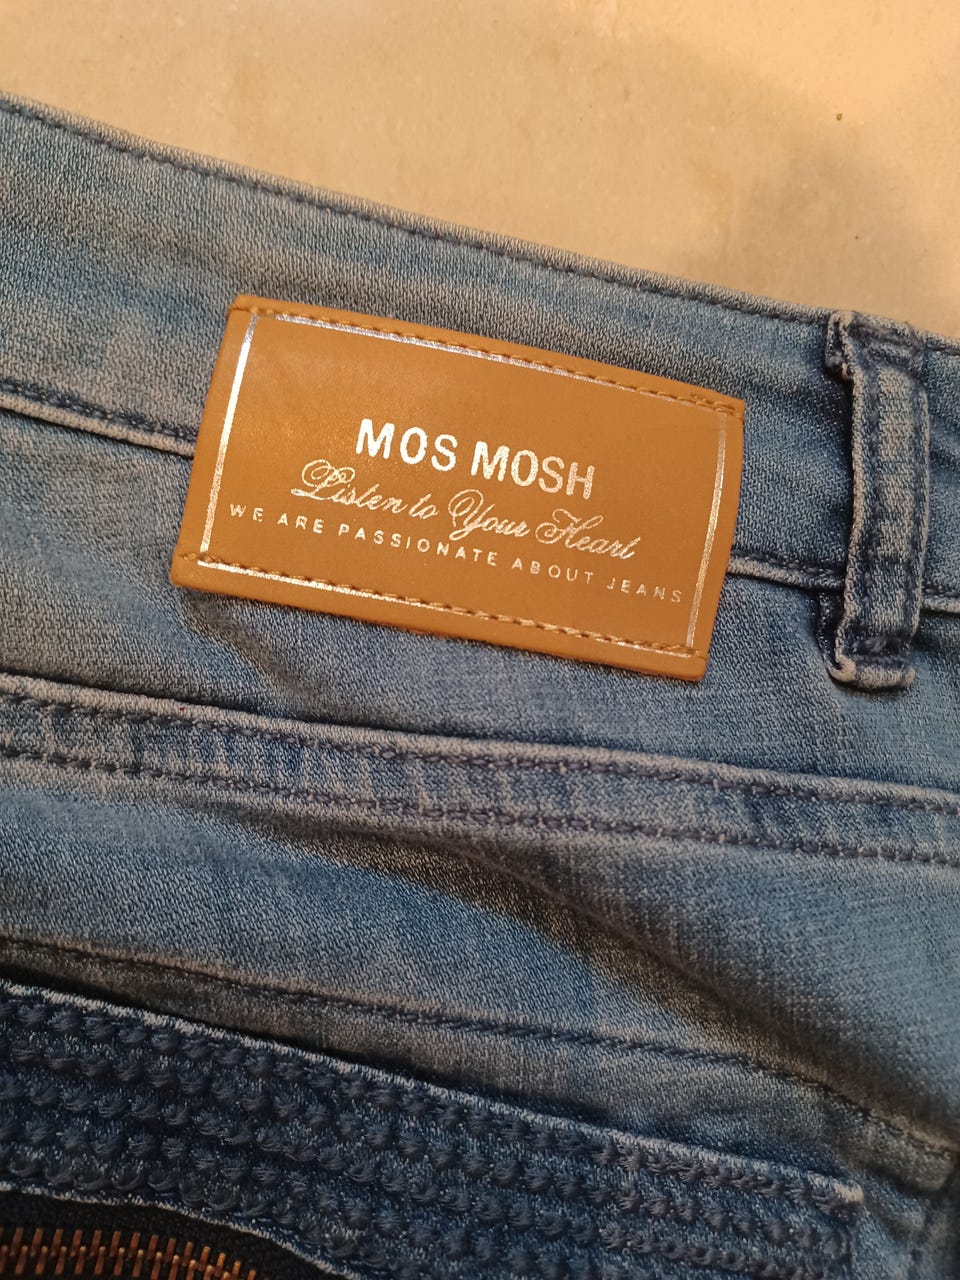 MOS MOSH
Listen to Your Heart
WE ARE PASSIONATE ABOUT JEANS